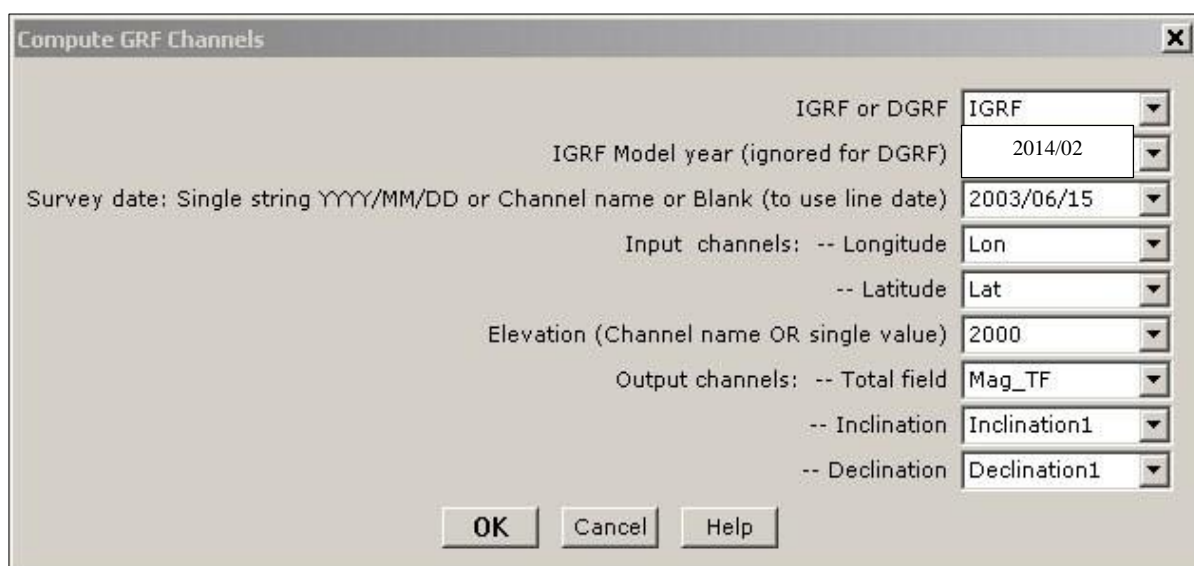 Compute GRF Channels
IGRF or DGRF IGRF
IGRF Model year (ignored for DGRF) 2014/02
Survey date: Single string YYYY/MM/DD or Channel name or Blank (to use line date) 2003/06/15
Input channels: -- Longitude Lon
-- Latitude Lat
Elevation (Channel name OR single value) 2000
Output channels: -- Total field Mag_TF
-- Inclination Inclination1
-- Declination Declination1
OK Cancel Help